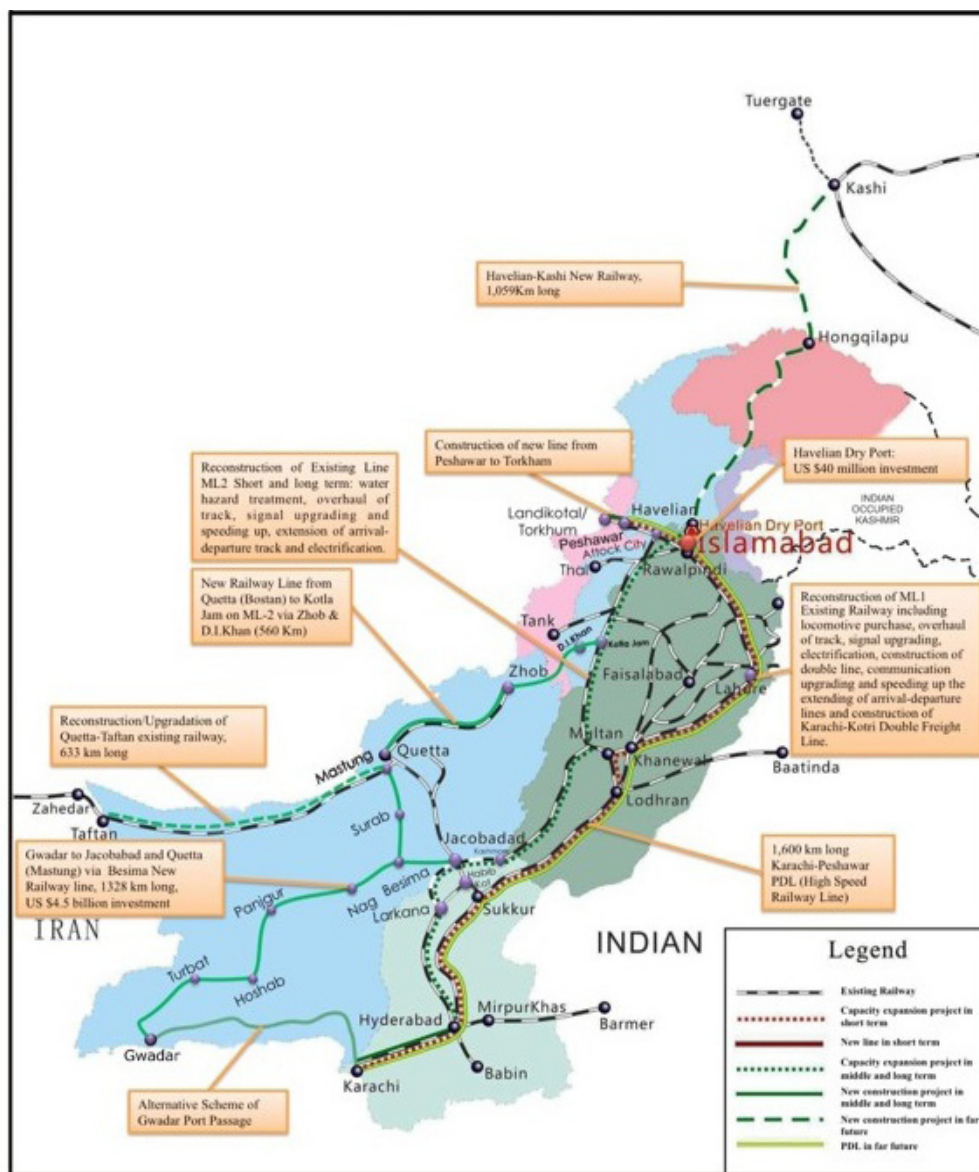 Tuergate
Kashi
Havelian-Kashi New Railway,
1,059Km long
Hongqilapu
Construction of new line from
Peshawar to Torkham
Havelian Dry Port:
US $40 million investment
Reconstruction of Existing Line
ML2 Short and long term: water
hazard treatment, overhaul of
track, signal upgrading and
speeding up, extension of arrival-
departure track and electrification.
INDIAN
OCCUPIED
KASHMIR
Landikotal/
Torkhum
Havelian
Havelian Dry Port
Peshawar
Attock City
Islamabad
Rawalpindi
Thal
New Railway Line from
Quetta (Bostan) to Kotla
Jam on ML-2 via Zhob &
D.I.Khan (560 Km)
Reconstruction of ML1
Existing Railway including
locomotive purchase, overhaul
of track, signal upgrading,
electrification, construction of
double line, communication
upgrading and speeding up the
extending of arrival-departure
lines and construction of
Karachi-Kotri Double Freight
Line.
Tank
D.I.Khan
Kotla Jam
Zhob
Faisalabad
Lahore
Reconstruction/Upgradation of
Quetta-Taftan existing railway,
633 km long
Mastung
Quetta
Multan
Khanewal
Baatinda
Lodhran
Zahedar
Taftan
Surab
Jacobadad
Kashmore
Gwadar to Jacobabad and Quetta
(Mastung) via Besima New
Railway line, 1328 km long,
US $4.5 billion investment
Besima
Nag
Habib
Kot
Larkana
Sukkur
Panigur
1,600 km long
Karachi-Peshawar
PDL (High Speed
Railway Line)
IRAN
INDIAN
Turbat
Hoshab
Gwadar
Hyderabad
MirpurKhas
Barmer
Karachi
Babin
Alternative Scheme of
Gwadar Port Passage
Legend
Existing Railway
Capacity expansion project in
short term
New line in short term
Capacity expansion project in
middle and long term
New construction project in
middle and long term
New construction project in far
future
PDL in far future